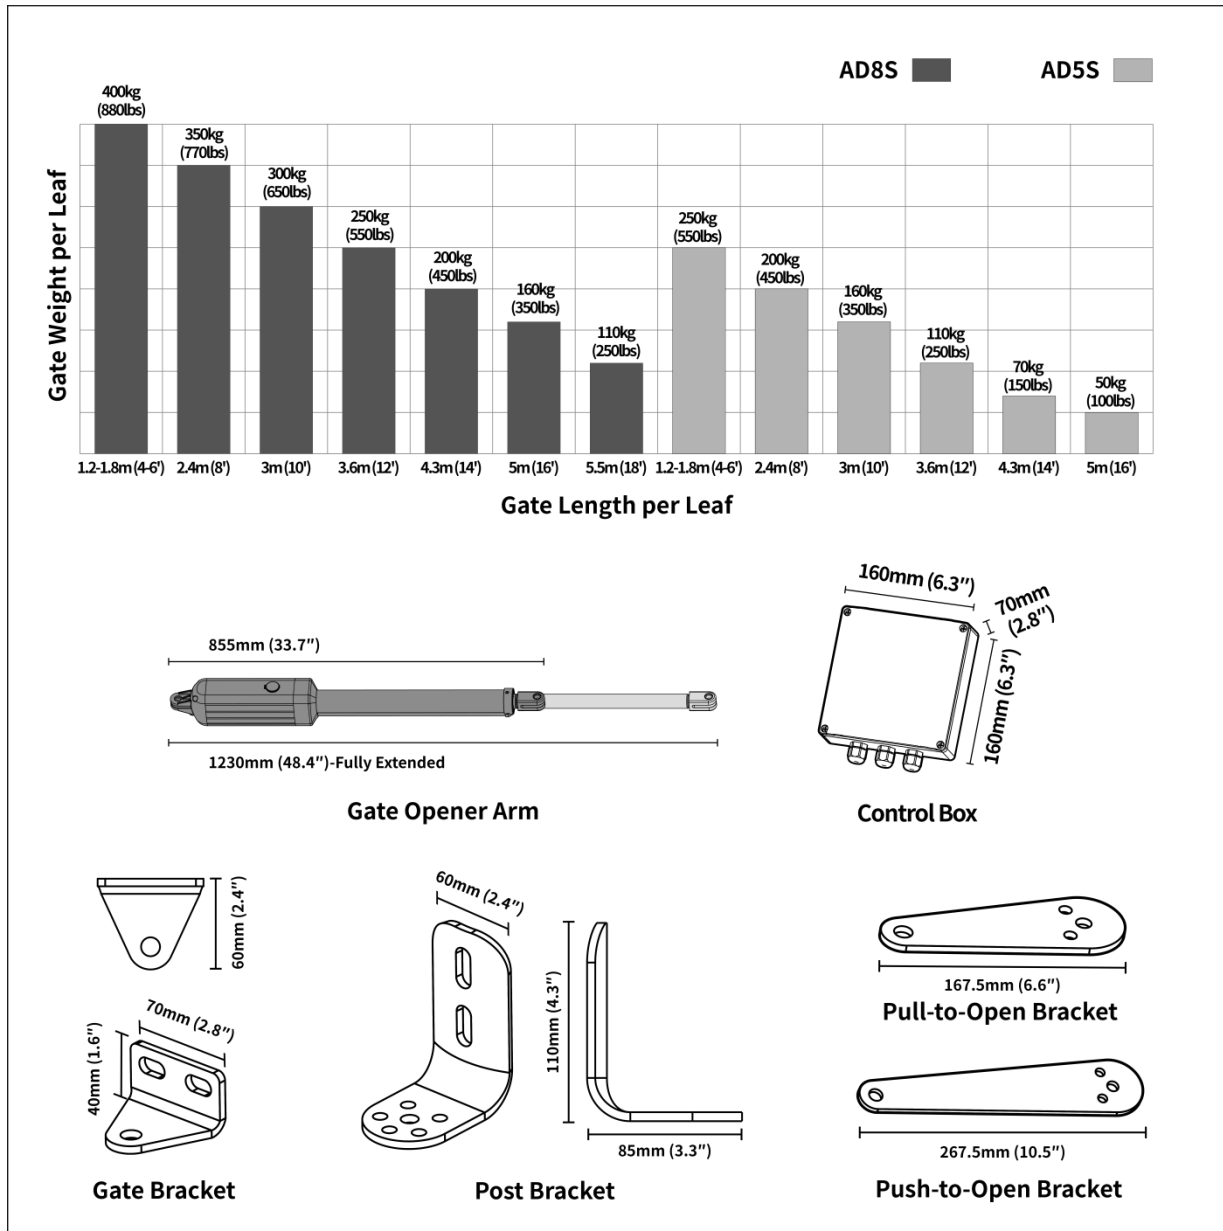 AD8S
AD5S
400kg
(880lbs)
350kg
(770lbs)
300kg
(650lbs)
250kg
(550lbs)
200kg
(450lbs)
160kg
(350lbs)
110kg
(250lbs)
250kg
(550lbs)
200kg
(450lbs)
160kg
(350lbs)
110kg
(250lbs)
70kg
(150lbs)
50kg
(100lbs)
Gate Weight per Leaf
1.2-1.8m (4-6')
2.4m (8')
3m (10')
3.6m (12')
4.3m (14')
5m (16')
5.5m (18')
1.2-1.8m (4-6')
2.4m (8')
3m (10')
3.6m (12')
4.3m (14')
5m (16')
Gate Length per Leaf
855mm (33.7″)
1230mm (48.4″)-Fully Extended
Gate Opener Arm
160mm (6.3″)
70mm
(2.8″)
160mm (6.3″)
Control Box
60mm (2.4″)
70mm (2.8″)
40mm (1.6″)
Gate Bracket
60mm (2.4″)
110mm (4.3″)
85mm (3.3″)
Post Bracket
167.5mm (6.6″)
Pull-to-Open Bracket
267.5mm (10.5″)
Push-to-Open Bracket